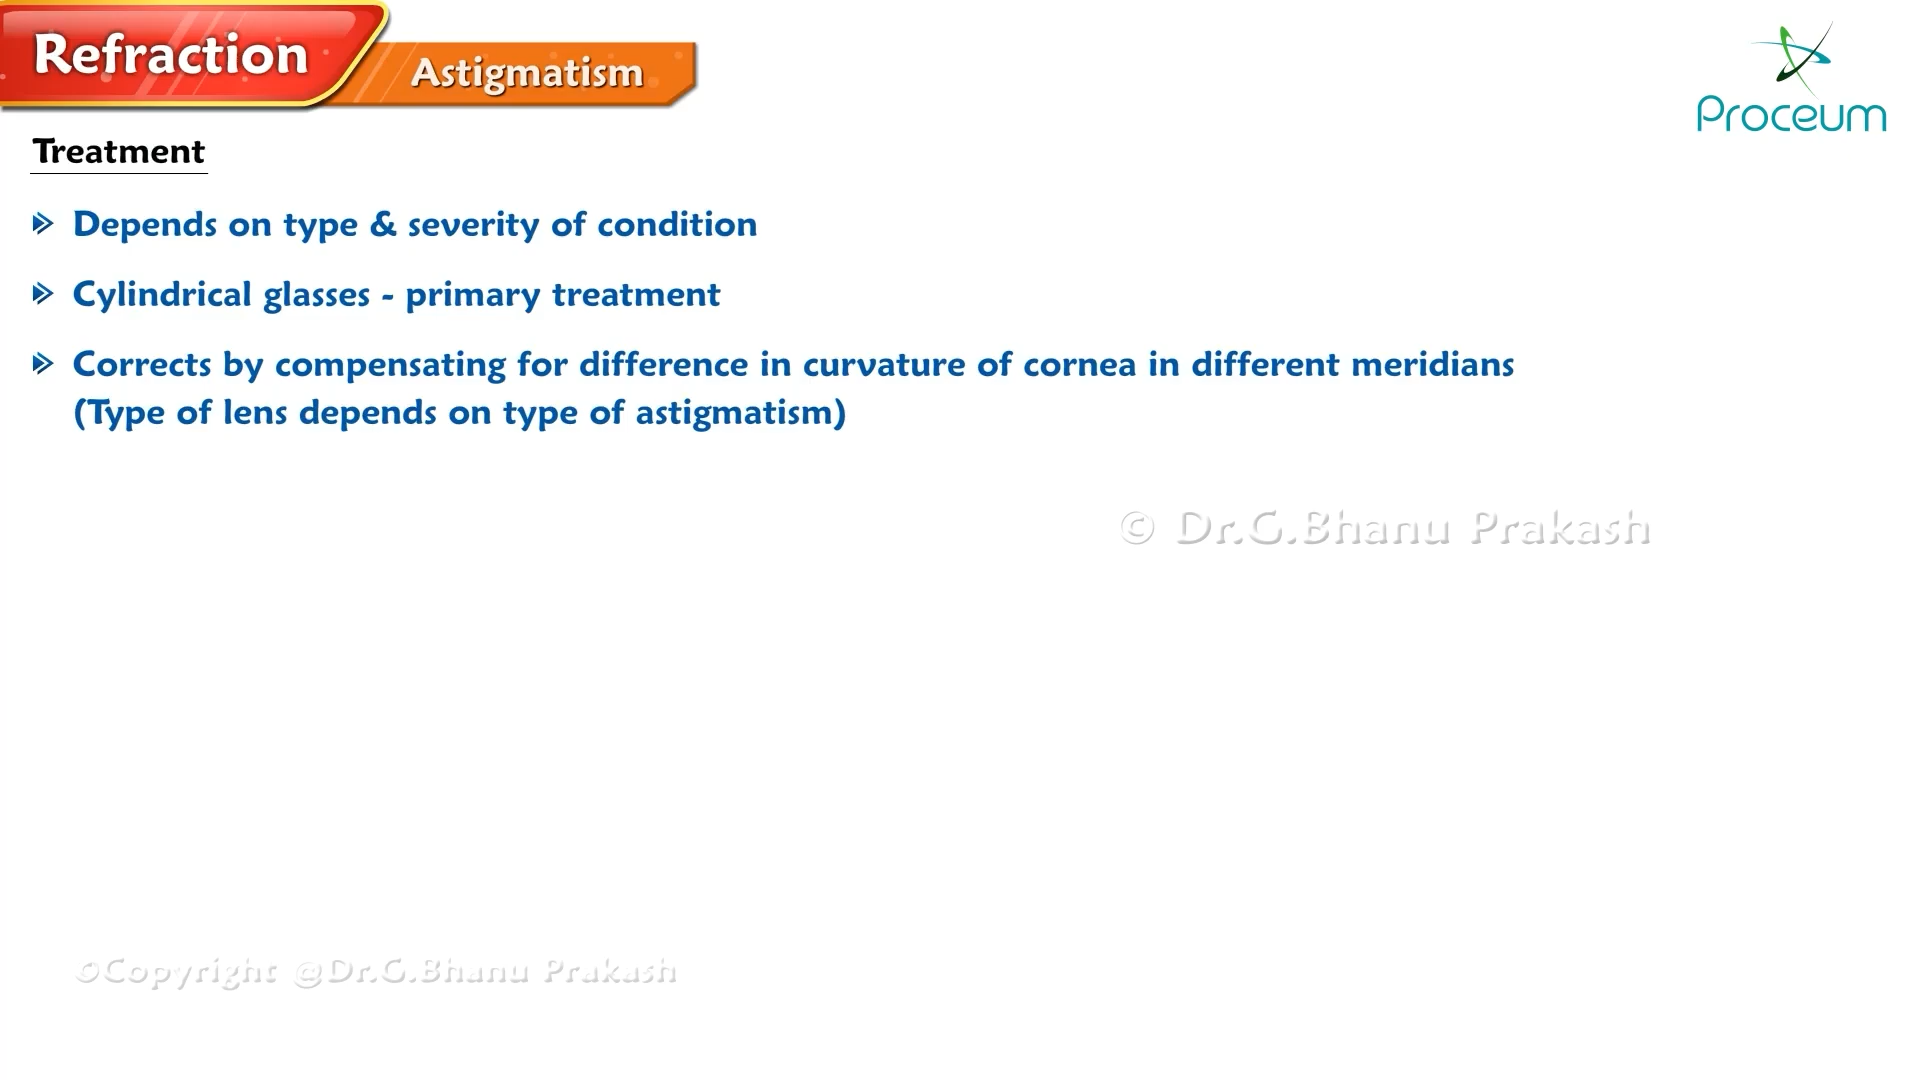 Refraction
Astigmatism
Proceum
Treatment
Depends on type & severity of condition
Cylindrical glasses - primary treatment
Corrects by compensating for difference in curvature of cornea in different meridians
(Type of lens depends on type of astigmatism)
© Dr.G.Bhanu Prakash
©Copyright @Dr.G.Bhanu Prakash